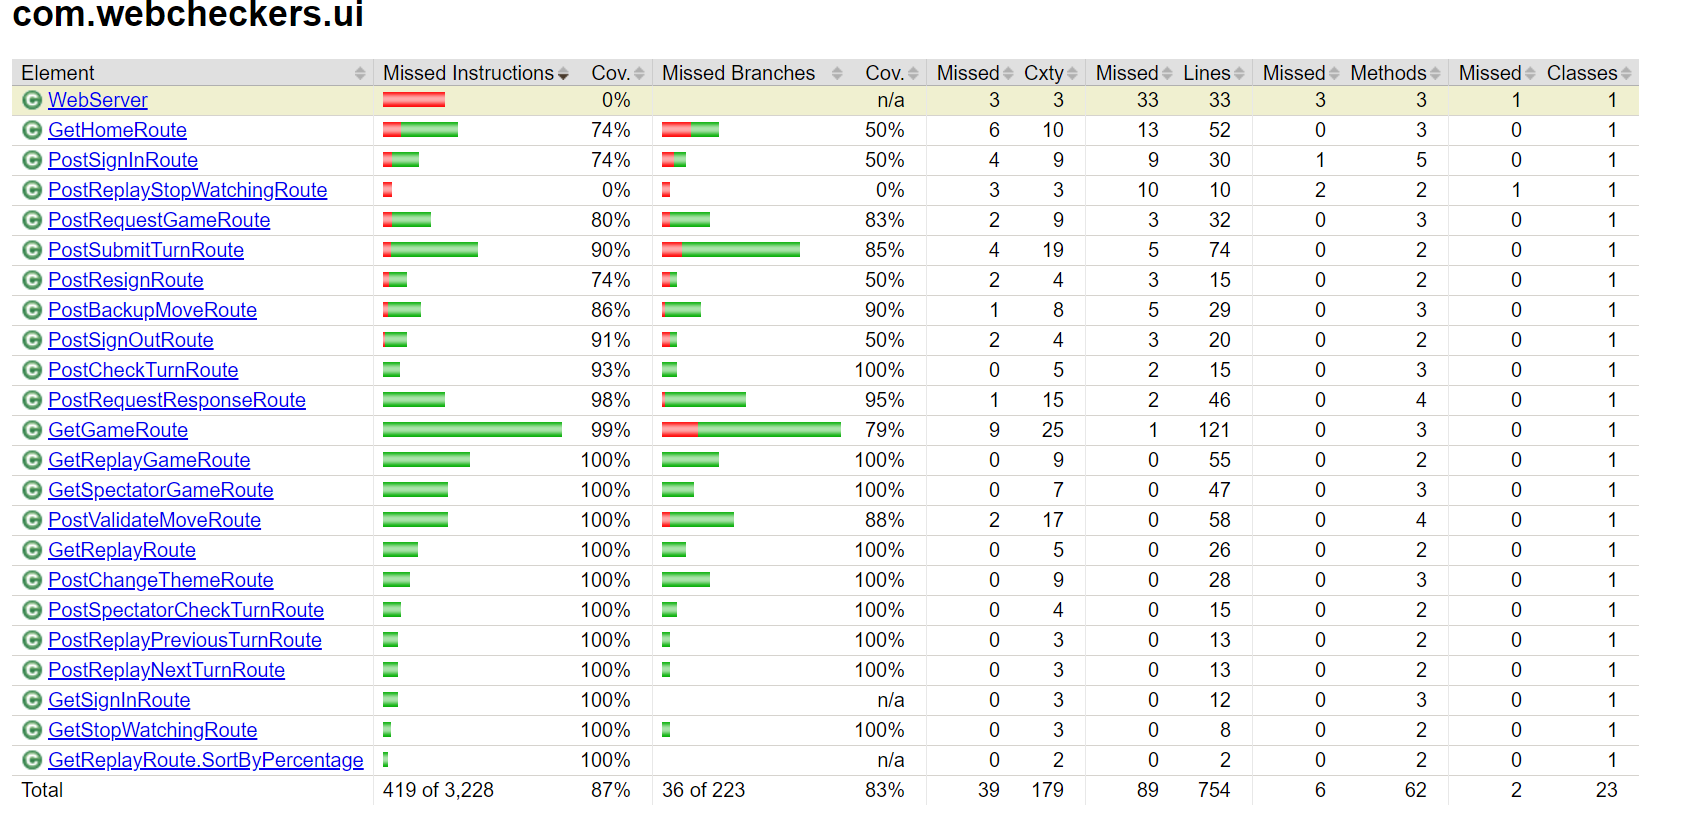 com.webcheckers.ui
Element Missed Instructions Cov. Missed Branches Cov. Missed Cxty Missed Lines Missed Methods Missed Classes
C WebServer 0% n/a 3 3 33 33 3 3 1 1
C GetHomeRoute 74% 50% 6 10 13 52 0 3 0 1
C PostSignInRoute 74% 50% 4 9 9 30 1 5 0 1
C PostReplayStopWatchingRoute 0% 0% 3 3 10 10 2 2 1 1
C PostRequestGameRoute 80% 83% 2 9 3 32 0 3 0 1
C PostSubmitTurnRoute 90% 85% 4 19 5 74 0 2 0 1
C PostResignRoute 74% 50% 2 4 3 15 0 2 0 1
C PostBackupMoveRoute 86% 90% 1 8 5 29 0 3 0 1
C PostSignOutRoute 91% 50% 2 4 3 20 0 2 0 1
C PostCheckTurnRoute 93% 100% 0 5 2 15 0 3 0 1
C PostRequestResponseRoute 98% 95% 1 15 2 46 0 4 0 1
C GetGameRoute 99% 79% 9 25 1 121 0 3 0 1
C GetReplayGameRoute 100% 100% 0 9 0 55 0 2 0 1
C GetSpectatorGameRoute 100% 100% 0 7 0 47 0 3 0 1
C PostValidateMoveRoute 100% 88% 2 17 0 58 0 4 0 1
C GetReplayRoute 100% 100% 0 5 0 26 0 2 0 1
C PostChangeThemeRoute 100% 100% 0 9 0 28 0 3 0 1
C PostSpectatorCheckTurnRoute 100% 100% 0 4 0 15 0 2 0 1
C PostReplayPreviousTurnRoute 100% 100% 0 3 0 13 0 2 0 1
C PostReplayNextTurnRoute 100% 100% 0 3 0 13 0 2 0 1
C GetSignInRoute 100% n/a 0 3 0 12 0 3 0 1
C GetStopWatchingRoute 100% 100% 0 3 0 8 0 2 0 1
C GetReplayRoute.SortByPercentage 100% n/a 0 2 0 2 0 2 0 1
Total 419 of 3,228 87% 36 of 223 83% 39 179 89 754 6 62 2 23